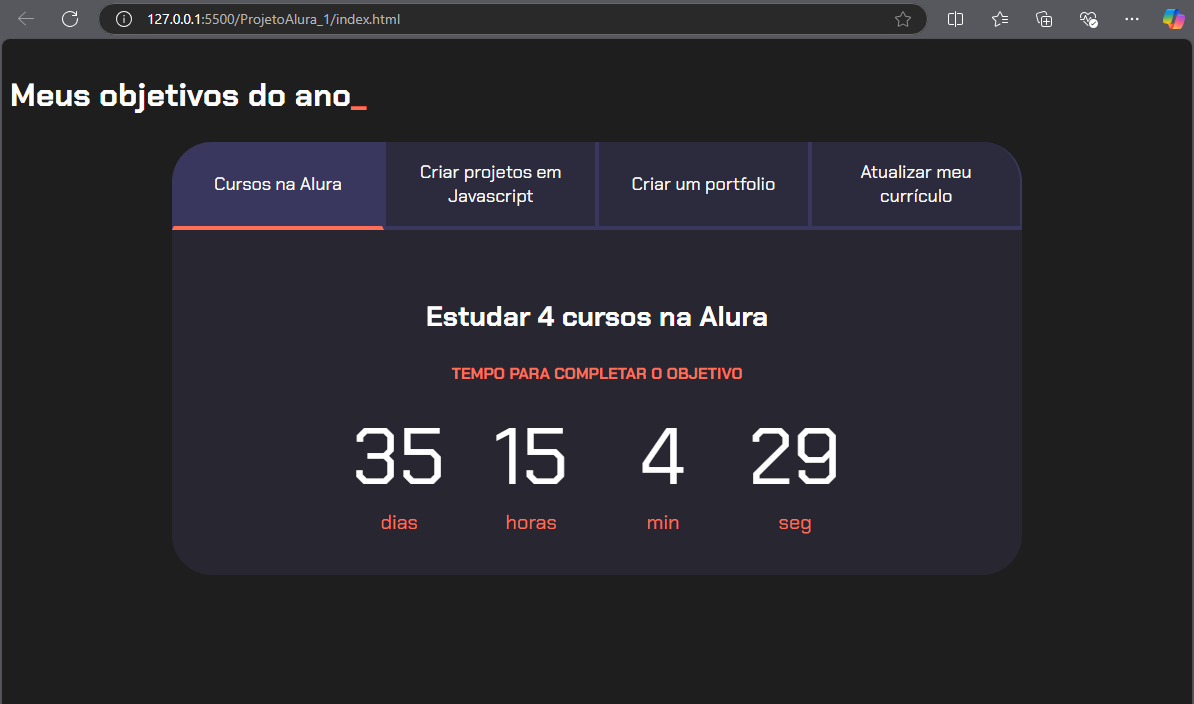 127.0.0.1:5500/ProjetoAlura_1/index.html
Meus objetivos do ano_
Cursos na Alura
Criar projetos em
Javascript
Criar um portfolio
Atualizar meu
currículo
Estudar 4 cursos na Alura
TEMPO PARA COMPLETAR O OBJETIVO
35 15 4 29
dias horas min seg